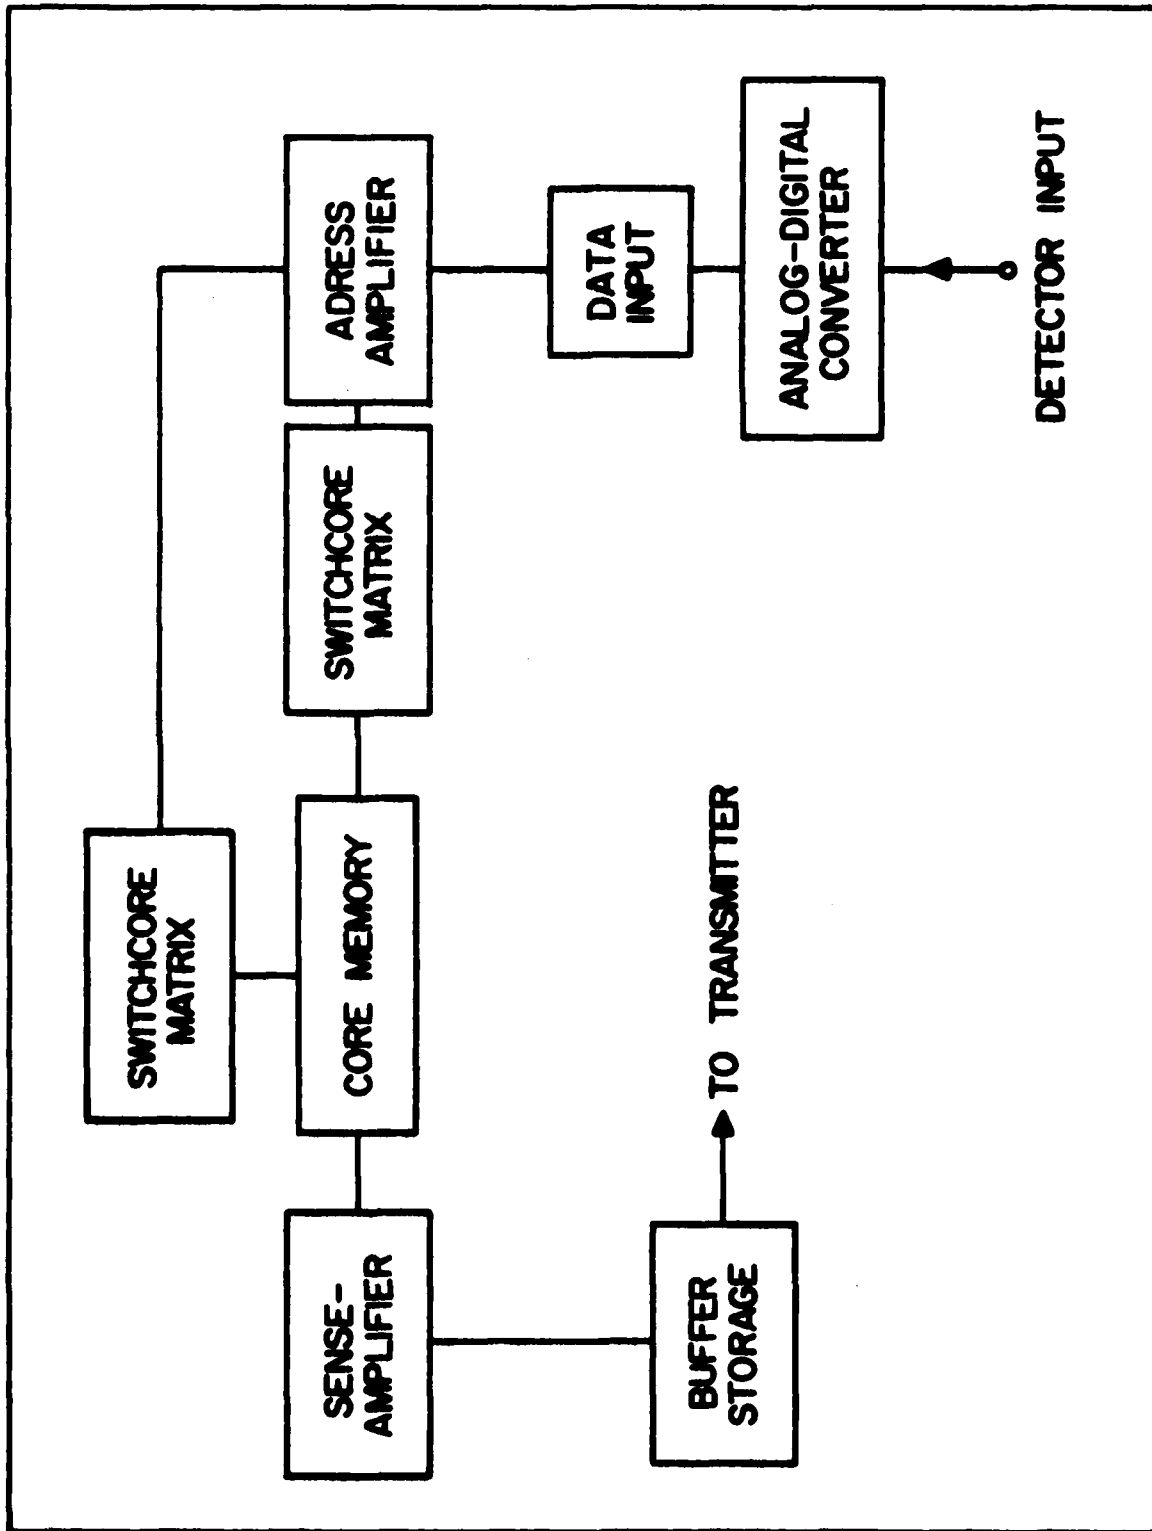 SWITCHCORE
MATRIX
SENSE-
AMPLIFIER
CORE MEMORY
SWITCHCORE
MATRIX
ADRESS
AMPLIFIER
DATA
INPUT
BUFFER
STORAGE
TO TRANSMITTER
ANALOG-DIGITAL
CONVERTER
DETECTOR INPUT